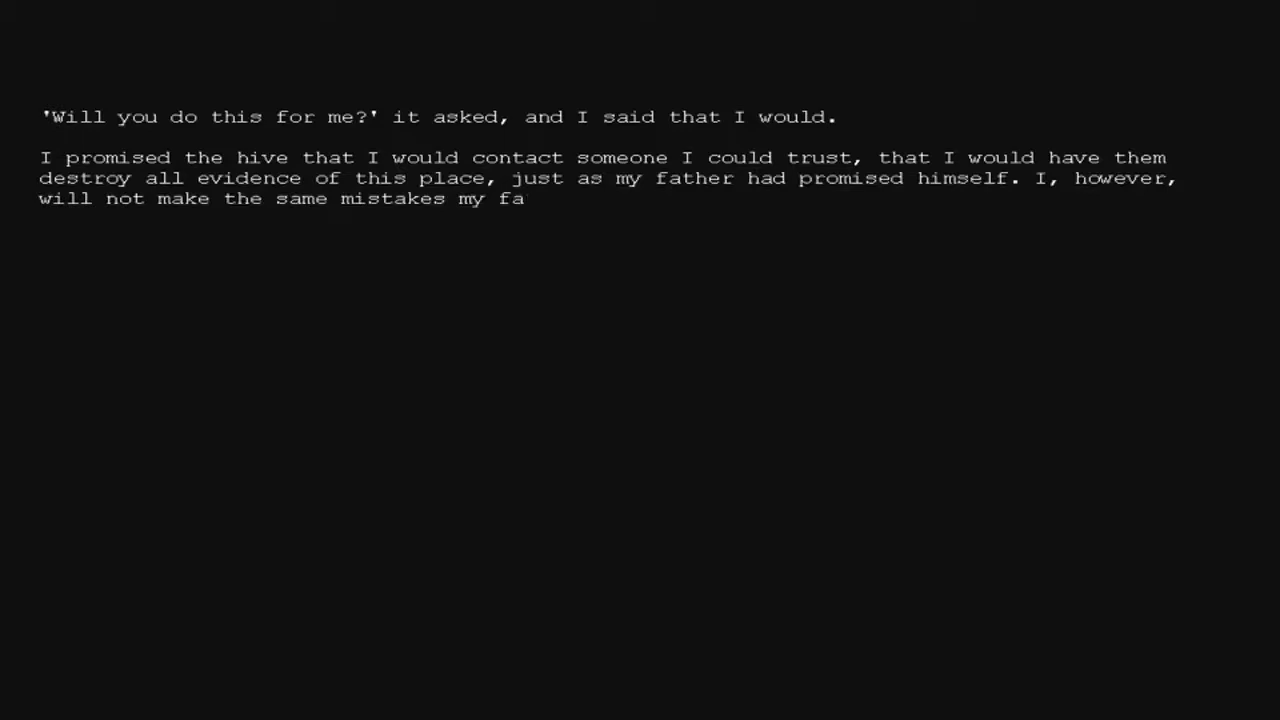 'Will you do this for me?' it asked, and I said that I would.
I promised the hive that I would contact someone I could trust, that I would have them
destroy all evidence of this place, just as my father had promised himself. I, however,
will not make the same mistakes my fa